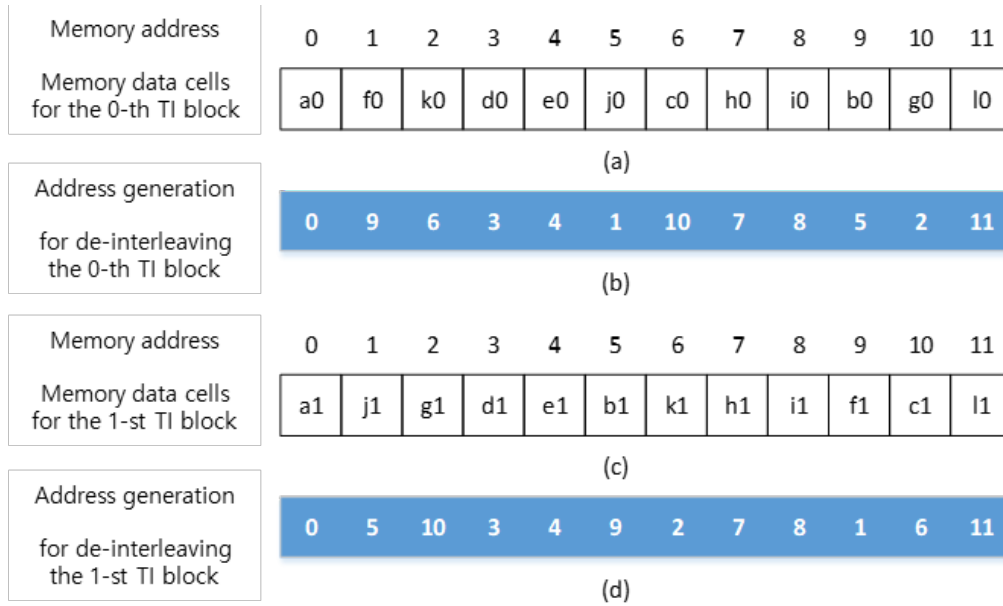 Memory address
0 1 2 3 4 5 6 7 8 9 10 11
Memory data cells
for the 0-th TI block
a0 f0 k0 d0 e0 j0 c0 h0 i0 b0 g0 l0
(a)
Address generation
for de-interleaving
the 0-th TI block
0 9 6 3 4 1 10 7 8 5 2 11
(b)
Memory address
0 1 2 3 4 5 6 7 8 9 10 11
Memory data cells
for the 1-st TI block
a1 j1 g1 d1 e1 b1 k1 h1 i1 f1 c1 l1
(c)
Address generation
for de-interleaving
the 1-st TI block
0 5 10 3 4 9 2 7 8 1 6 11
(d)